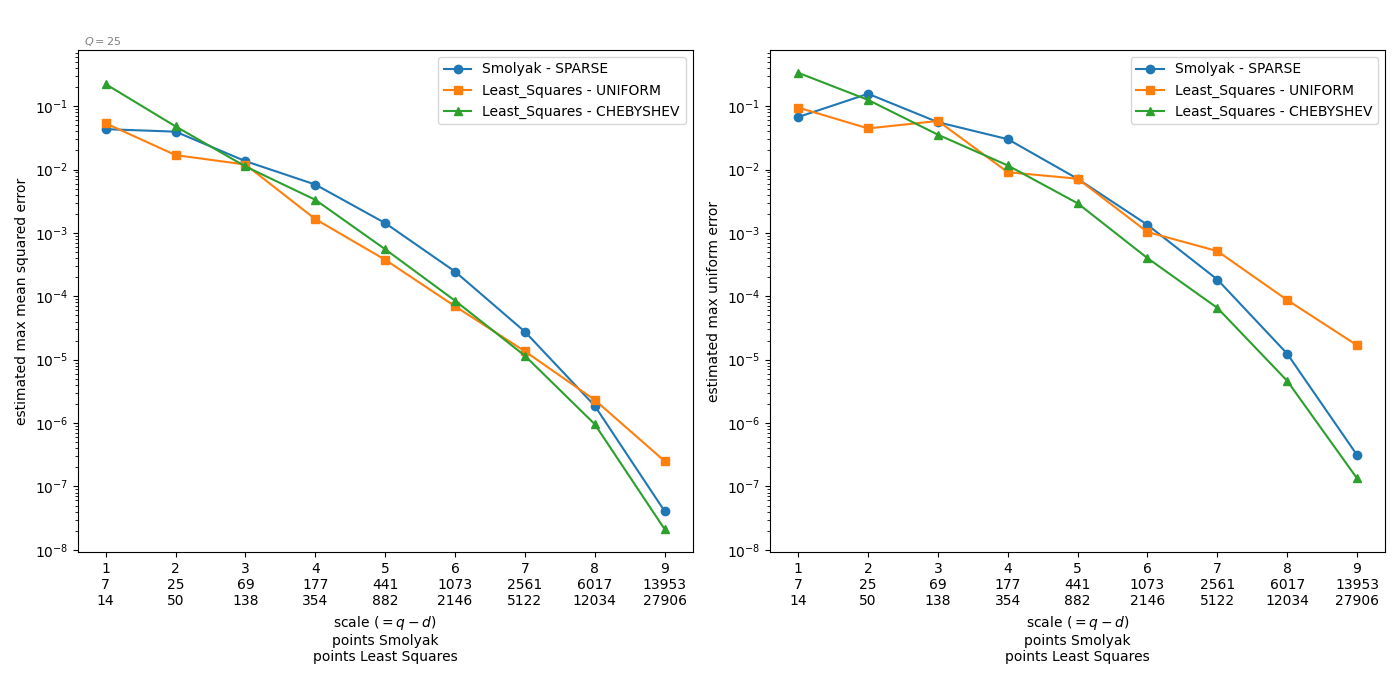 Q = 25
Smolyak - SPARSE
Least_Squares - UNIFORM
Least_Squares - CHEBYSHEV
estimated max mean squared error
10⁻¹
10⁻²
10⁻³
10⁻⁴
10⁻⁵
10⁻⁶
10⁻⁷
10⁻⁸
1 2 3 4 5 6 7 8 9
7 25 69 177 441 1073 2561 6017 13953
14 50 138 354 882 2146 5122 12034 27906
scale (= q − d)
points Smolyak
points Least Squares
Smolyak - SPARSE
Least_Squares - UNIFORM
Least_Squares - CHEBYSHEV
estimated max uniform error
10⁻¹
10⁻²
10⁻³
10⁻⁴
10⁻⁵
10⁻⁶
10⁻⁷
10⁻⁸
1 2 3 4 5 6 7 8 9
7 25 69 177 441 1073 2561 6017 13953
14 50 138 354 882 2146 5122 12034 27906
scale (= q − d)
points Smolyak
points Least Squares